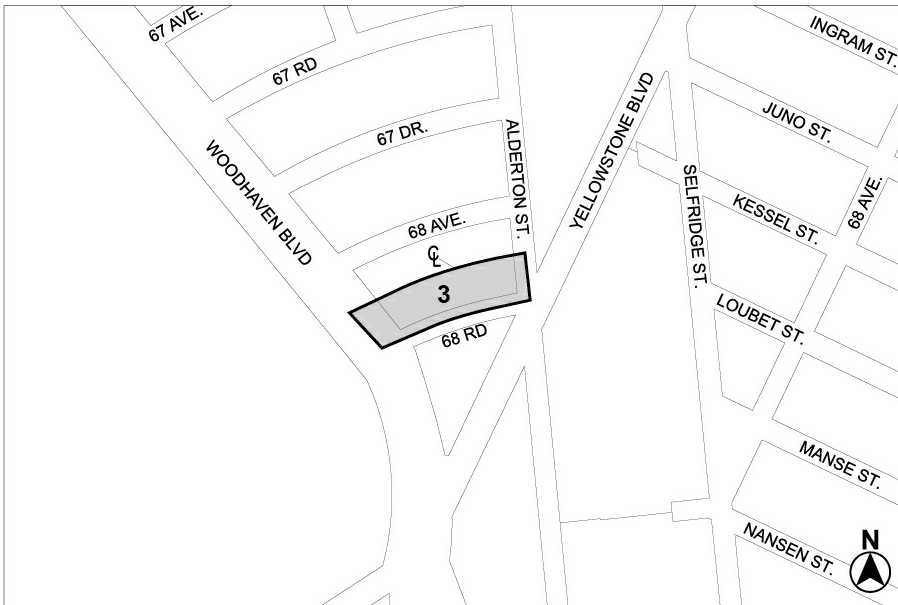 67 AVE.
INGRAM ST.
67 RD
YELLOWSTONE BLVD
JUNO ST.
67 DR.
ALDERTON ST.
WOODHAVEN BLVD
SELFRIDGE ST.
68 AVE.
KESSEL ST.
68 AVE.
℄
3
LOUBET ST.
68 RD
MANSE ST.
NANSEN ST.
N